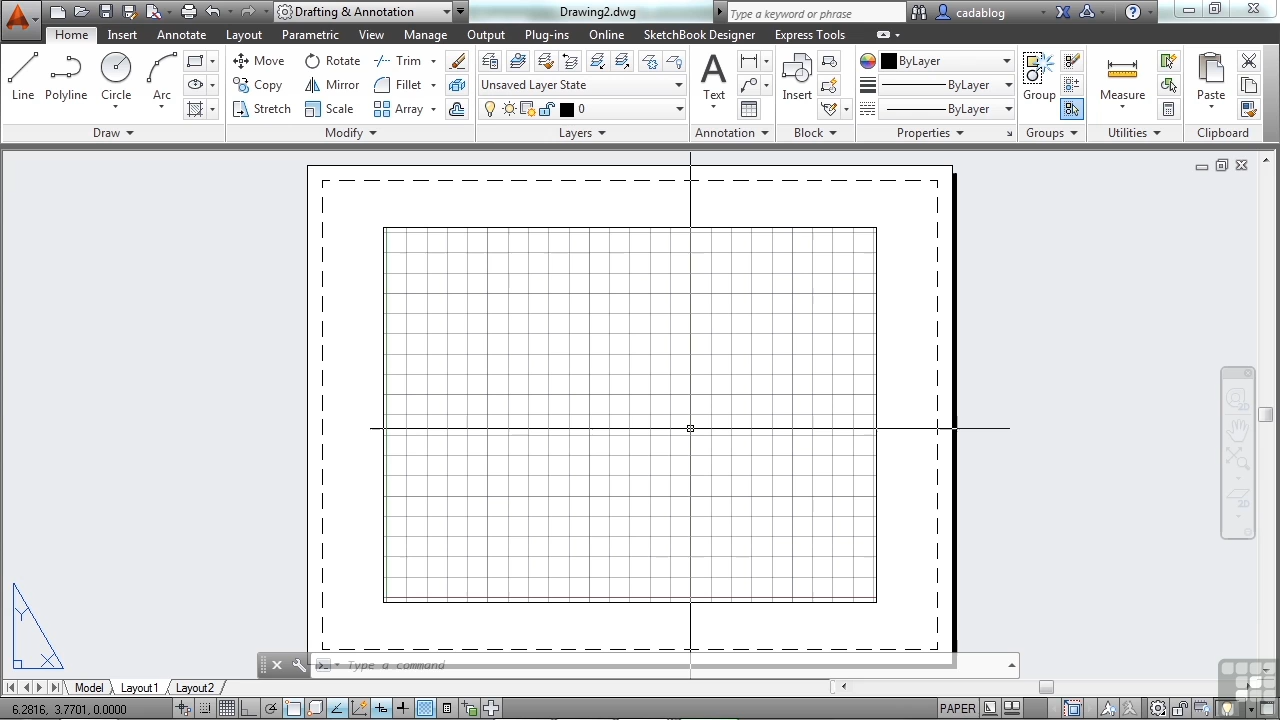 Drafting & Annotation
Drawing2.dwg
Type a keyword or phrase
cadablog
Home Insert Annotate Layout Parametric View Manage Output Plug-ins Online SketchBook Designer Express Tools
Line Polyline Circle Arc
Move Rotate Trim
Copy Mirror Fillet
Stretch Scale Array
Unsaved Layer State
0
Text
Insert
ByLayer
ByLayer
ByLayer
Group
Measure
Paste
Draw Modify Layers Annotation Block Properties Groups Utilities Clipboard
2D
2D
Y
X
Type a command
Model Layout1 Layout2
6.2816, 3.7701, 0.0000
PAPER